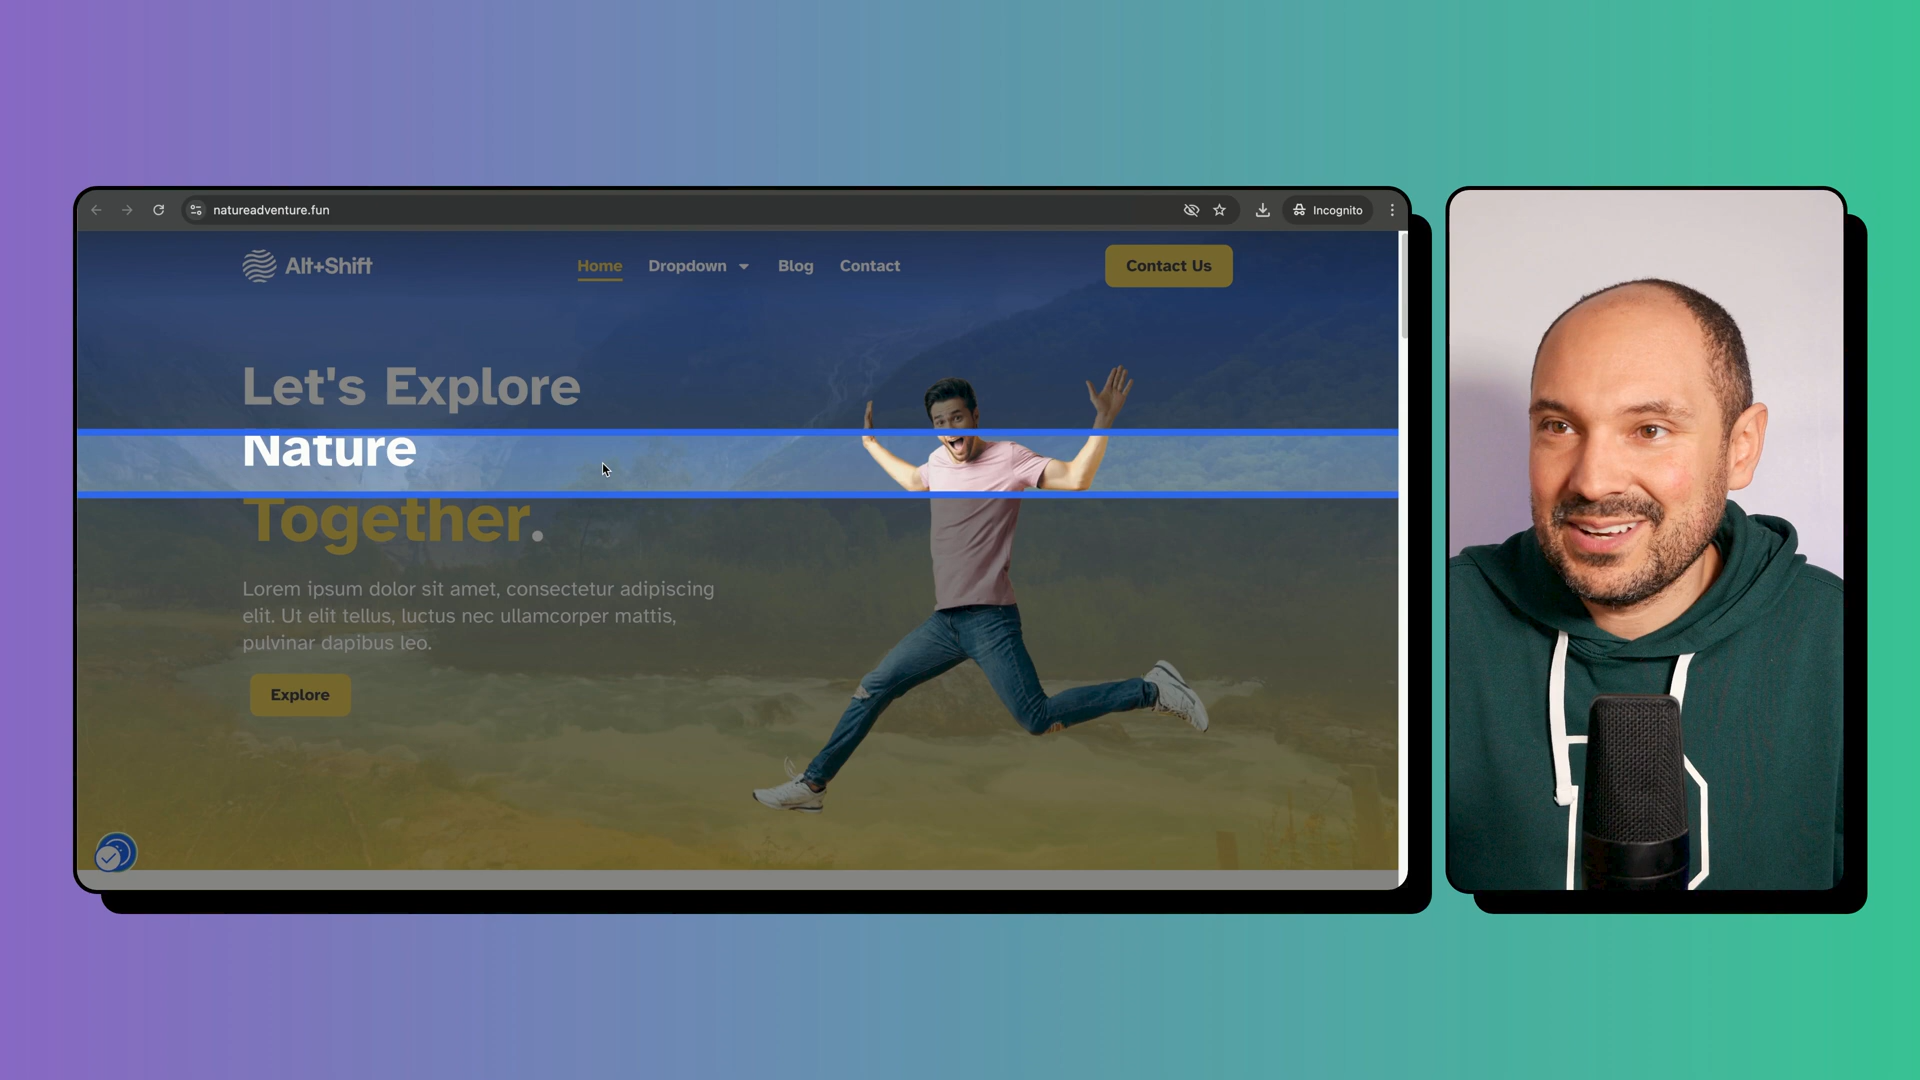 natureadventure.fun
Incognito
Alt+Shift
Home Dropdown Blog Contact
Contact Us
Let's Explore
Nature
Together.
Lorem ipsum dolor sit amet, consectetur adipiscing
elit. Ut elit tellus, luctus nec ullamcorper mattis,
pulvinar dapibus leo.
Explore